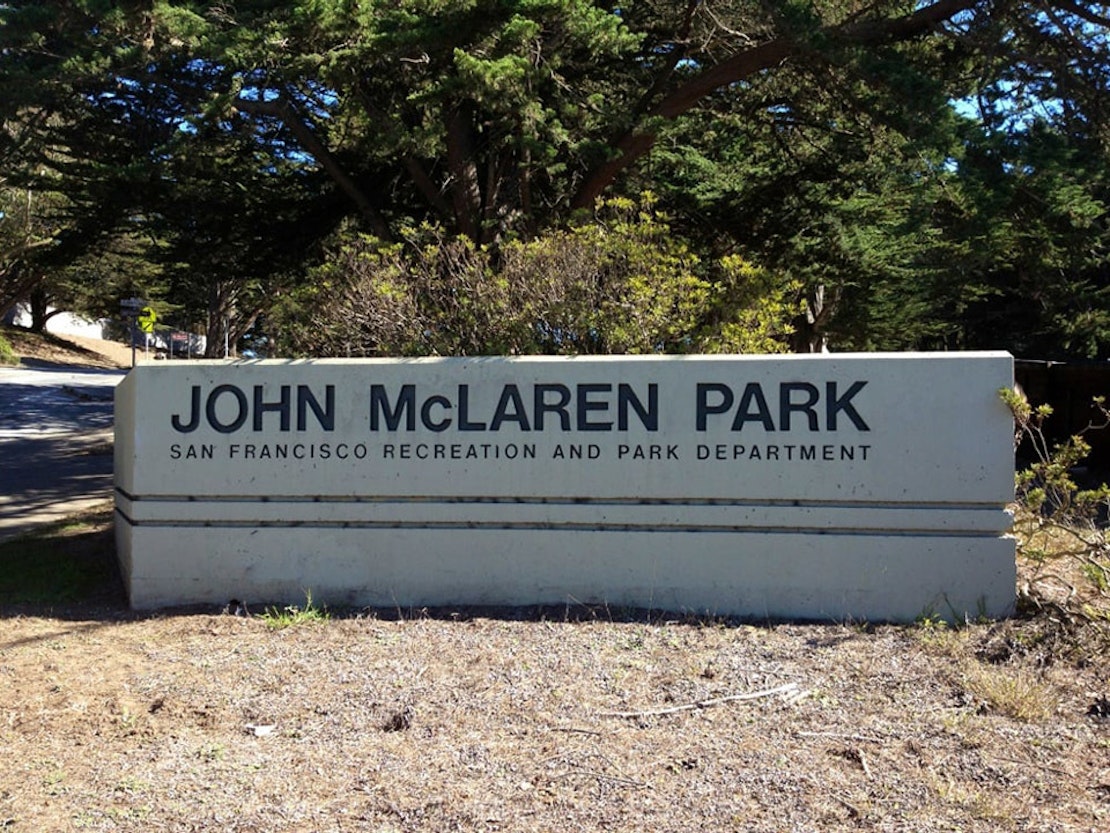 JOHN McLAREN PARK
SAN FRANCISCO RECREATION AND PARK DEPARTMENT